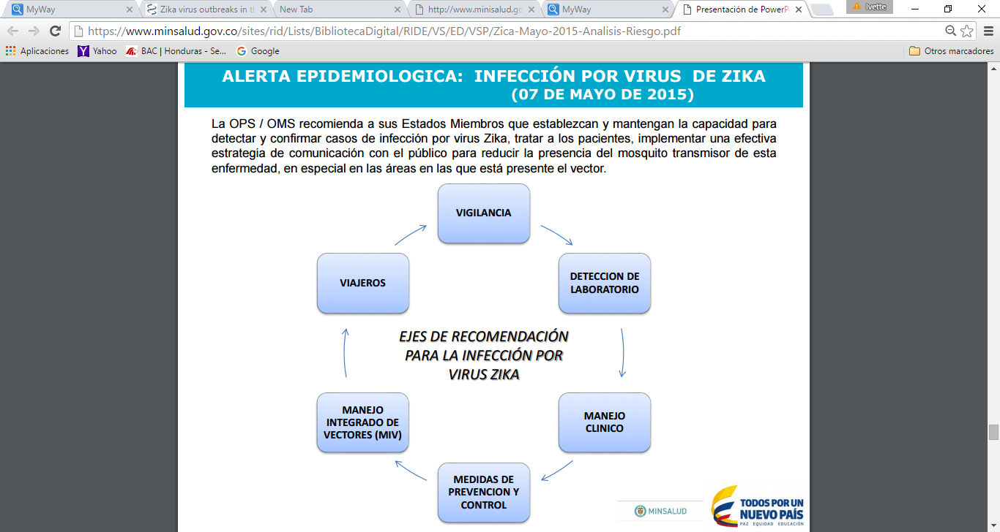 MyWay
Zika virus outbreaks in t
New Tab
http://www.minisalud.go
MyWay
Presentación de PowerP
Ivette
https://www.minsalud.gov.co/sites/rid/Lists/BibliotecaDigital/RIDE/VS/ED/VSP/Zica-Mayo-2015-Analisis-Riesgo.pdf
Aplicaciones
Yahoo
BAC | Honduras - Se...
Google
Otros marcadores
ALERTA EPIDEMIOLOGICA: INFECCIÓN POR VIRUS DE ZIKA
(07 DE MAYO DE 2015)
La OPS / OMS recomienda a sus Estados Miembros que establezcan y mantengan la capacidad para
detectar y confirmar casos de infección por virus Zika, tratar a los pacientes, implementar una efectiva
estrategia de comunicación con el público para reducir la presencia del mosquito transmisor de esta
enfermedad, en especial en las áreas en las que está presente el vector.
VIGILANCIA
DETECCION DE
LABORATORIO
MANEJO
CLINICO
MEDIDAS DE
PREVENCION Y
CONTROL
MANEJO
INTEGRADO DE
VECTORES (MIV)
VIAJEROS
EJES DE RECOMENDACIÓN
PARA LA INFECCIÓN POR
VIRUS ZIKA
MINSALUD
TODOS POR UN
NUEVO PAÍS
PAZ EQUIDAD EDUCACIÓN